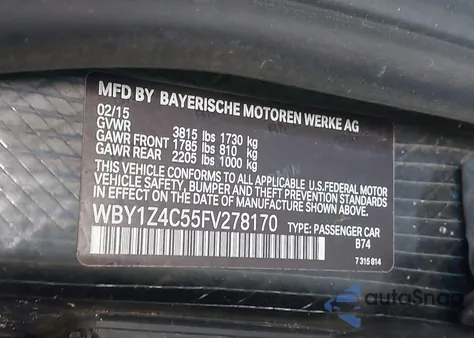 MFD BY BAYERISCHE MOTOREN WERKE AG
02/15
GVWR 3815 lbs 1730 kg
GAWR FRONT 1785 lbs 810 kg
GAWR REAR 2205 lbs 1000 kg
THIS VEHICLE CONFORMS TO ALL APPLICABLE U.S.FEDERAL MOTOR
VEHICLE SAFETY, BUMPER, AND THEFT PREVENTION STANDARDS IN
EFFECT ON THE DATE OF MANUFACTURE SHOWN ABOVE.
WBY1Z4C55FV278170 TYPE: PASSENGER CAR
B74
7 315 614
autoSnap